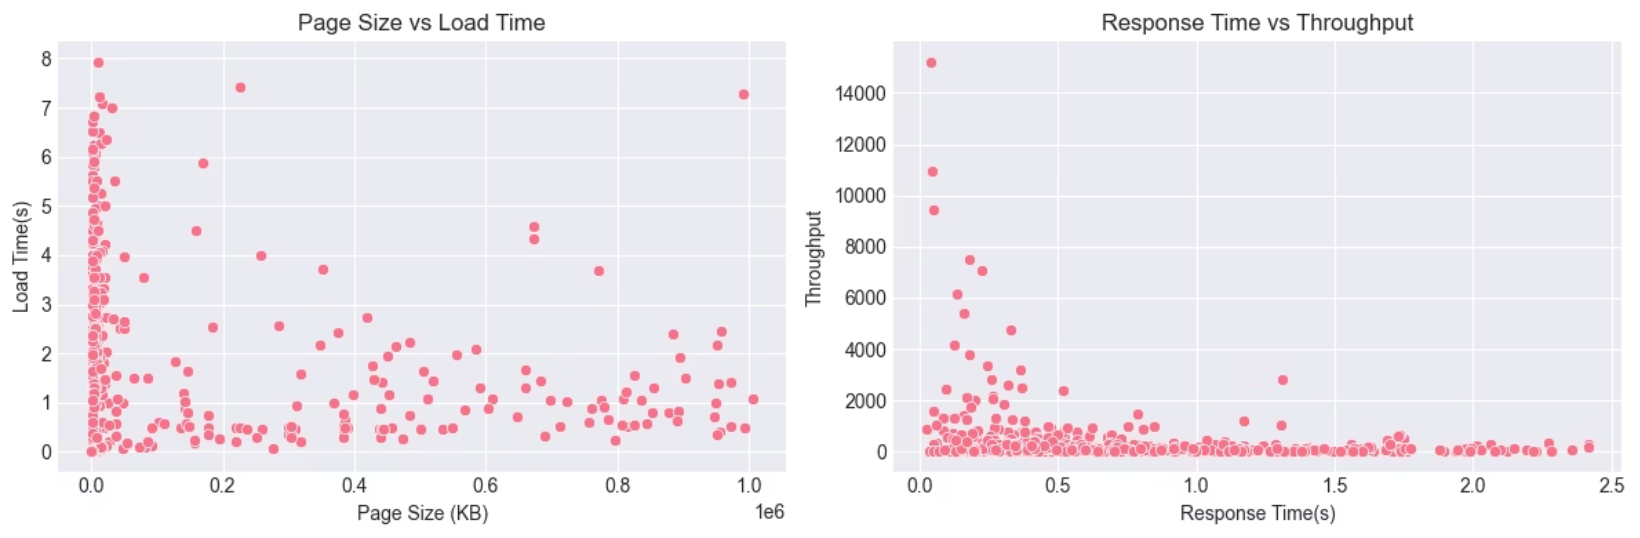 Page Size vs Load Time
8
7
6
5
4
3
2
1
0
Load Time(s)
0.0 0.2 0.4 0.6 0.8 1.0
1e6
Page Size (KB)
Response Time vs Throughput
14000
12000
10000
8000
6000
4000
2000
0
Throughput
0.0 0.5 1.0 1.5 2.0 2.5
Response Time(s)